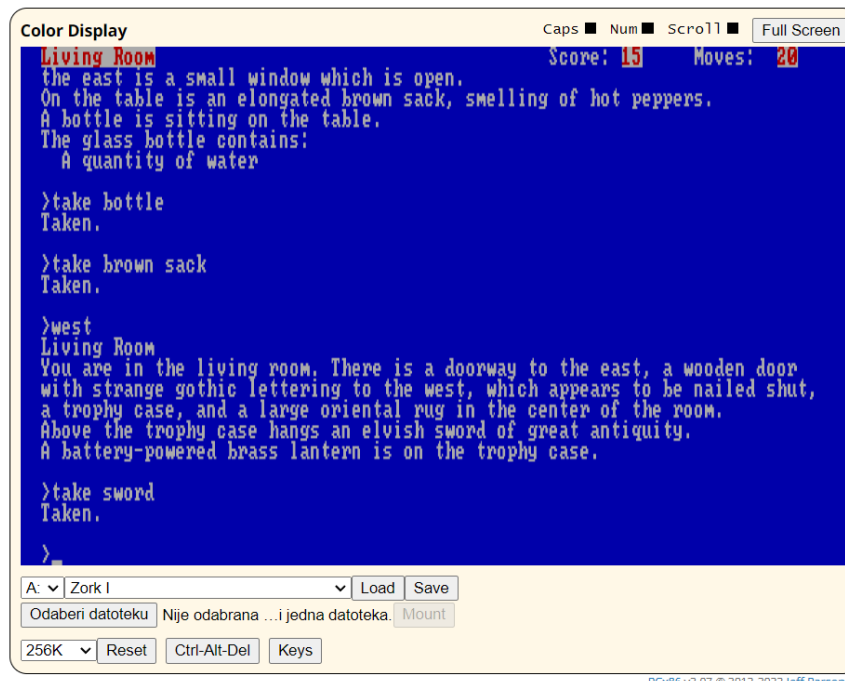 Color Display Caps Num Scroll Full Screen
Living Room Score: 15 Moves: 20
the east is a small window which is open.
On the table is an elongated brown sack, smelling of hot peppers.
A bottle is sitting on the table.
The glass bottle contains:
A quantity of water
>take bottle
Taken.
>take brown sack
Taken.
>west
Living Room
You are in the living room. There is a doorway to the east, a wooden door
with strange gothic lettering to the west, which appears to be nailed shut,
a trophy case, and a large oriental rug in the center of the room.
Above the trophy case hangs an elvish sword of great antiquity.
A battery-powered brass lantern is on the trophy case.
>take sword
Taken.
>_
A: Zork I Load Save
Odaberi datoteku Nije odabrana ...i jedna datoteka. Mount
256K Reset Ctrl-Alt-Del Keys
PCx86 v2.07 © 2012-2022 Jeff